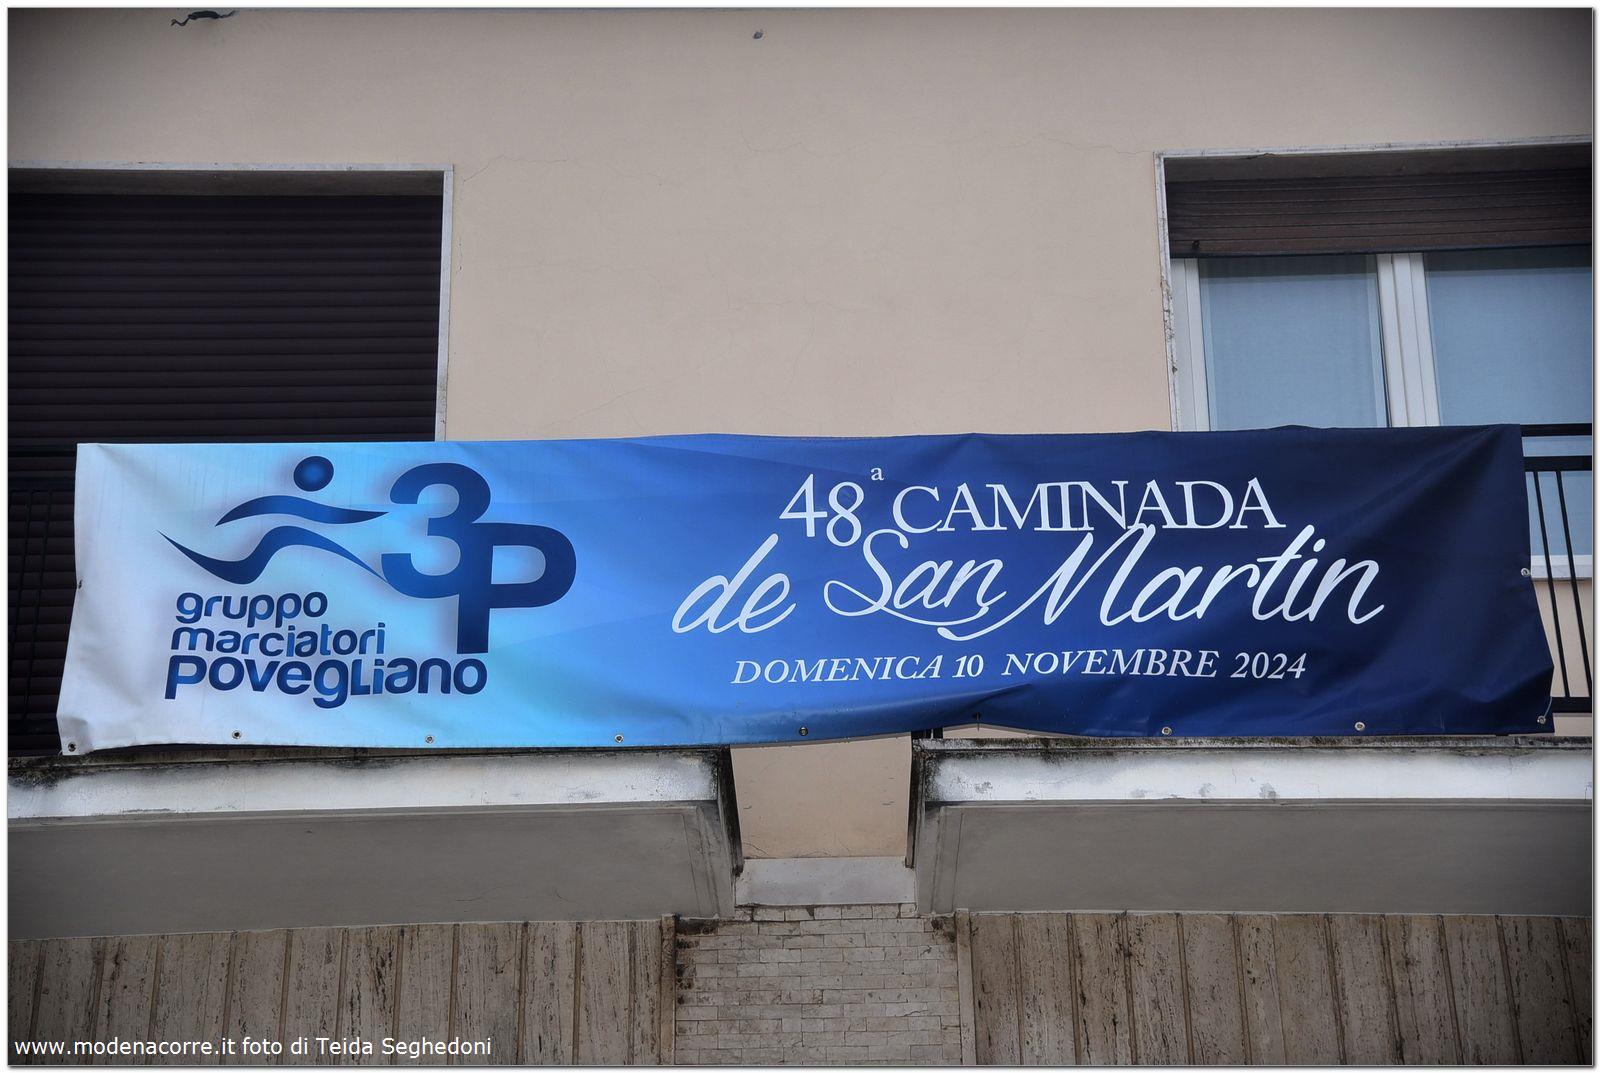 3P
gruppo
marciatori
povegliano
48ª CAMINADA
de San Martin
DOMENICA 10 NOVEMBRE 2024
www.modenacorre.it foto di Teida Seghedoni